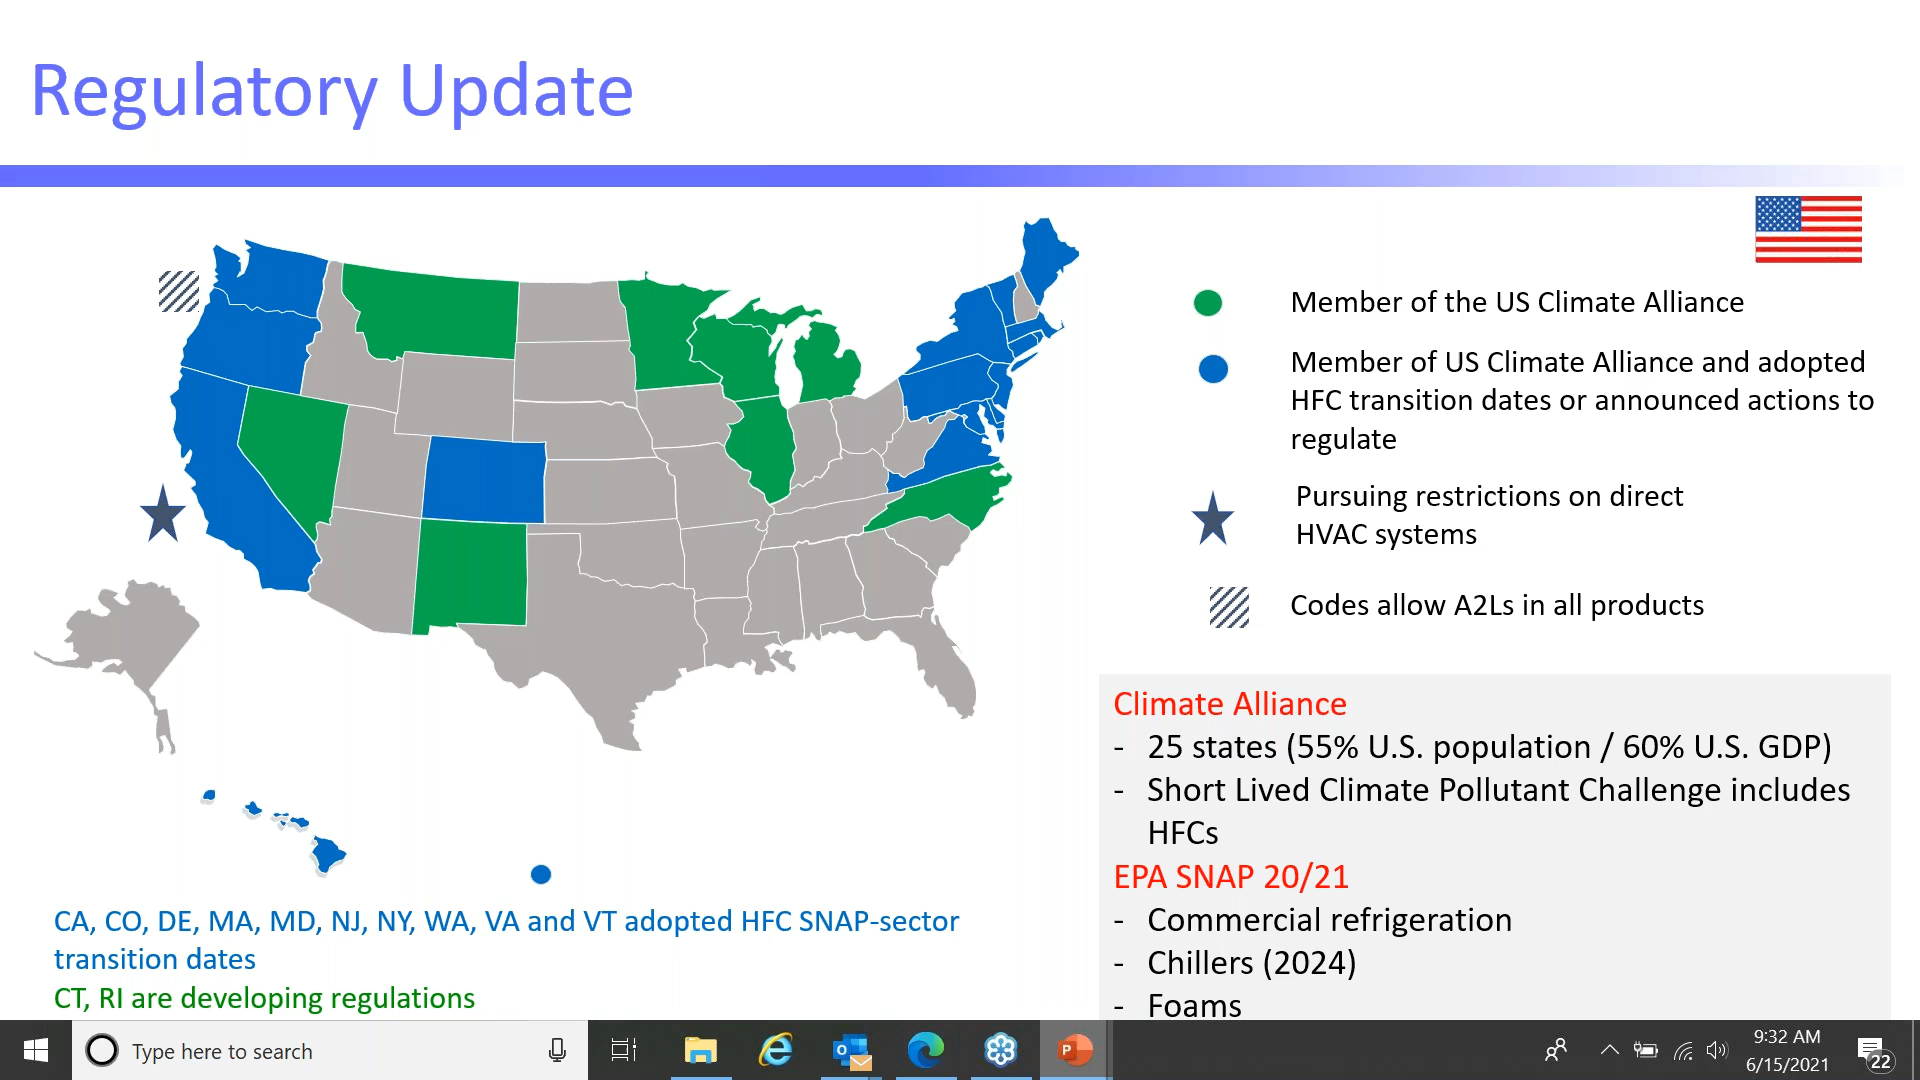 Regulatory Update
Member of the US Climate Alliance
Member of US Climate Alliance and adopted
HFC transition dates or announced actions to
regulate
Pursuing restrictions on direct
HVAC systems
Codes allow A2Ls in all products
Climate Alliance
- 25 states (55% U.S. population / 60% U.S. GDP)
- Short Lived Climate Pollutant Challenge includes
HFCs
EPA SNAP 20/21
- Commercial refrigeration
- Chillers (2024)
- Foams
CA, CO, DE, MA, MD, NJ, NY, WA, VA and VT adopted HFC SNAP-sector
transition dates
CT, RI are developing regulations
Type here to search
9:32 AM
6/15/2021
22